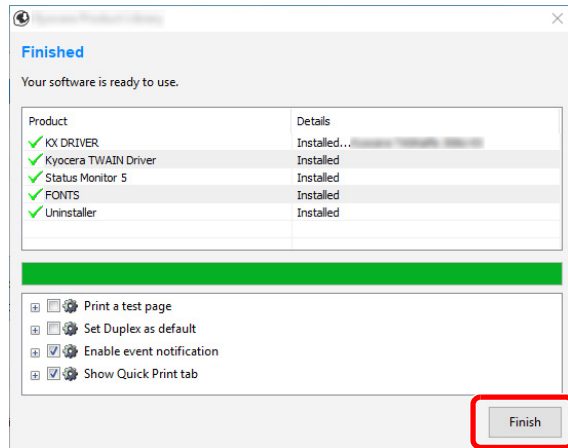 Finished
Your software is ready to use.
Product Details
KX DRIVER Installed...
Kyocera TWAIN Driver Installed
Status Monitor 5 Installed
FONTS Installed
Uninstaller Installed
Print a test page
Set Duplex as default
Enable event notification
Show Quick Print tab
Finish